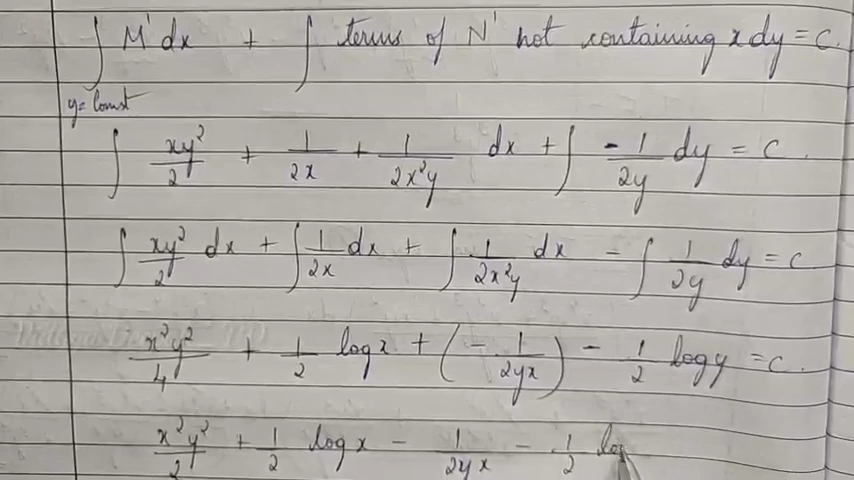 ∫ M' dx + ∫ terms of N' not containing x dy = c.
y = const
∫ xy²/2 + 1/2x + 1/2x²y dx + ∫ -1/2y dy = c.
∫ xy²/2 dx + ∫ 1/2x dx + ∫ 1/2x²y dx - ∫ 1/2y dy = c
x²y²/4 + 1/2 log x + (- 1/2yx) - 1/2 log y = c.
x²y²/2 + 1/2 log x - 1/2yx - 1/2 lo